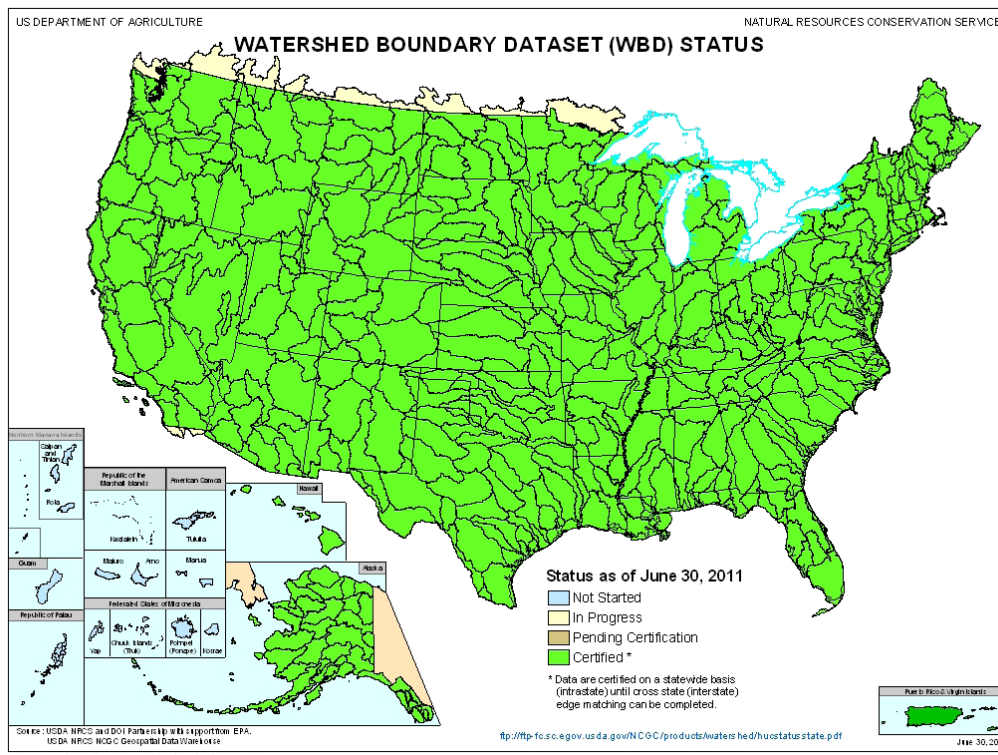 US DEPARTMENT OF AGRICULTURE
NATURAL RESOURCES CONSERVATION SERVICE
WATERSHED BOUNDARY DATASET (WBD) STATUS
Northern Mariana Islands
Saipan
and
Tinian
Rota
Guam
Republic of Palau
Republic of the
Marshall Islands
Kwajalein
Majuro
Arno
American Samoa
Tutuila
Manua
Federated States of Micronesia
Yap
Chuuk Islands
(Truk)
Pohnpei
(Ponape)
Kosrae
Hawaii
Alaska
Status as of June 30, 2011
Not Started
In Progress
Pending Certification
Certified *
* Data are certified on a statewide basis
(intrastate) until cross state (interstate)
edge matching can be completed.
Puerto Rico & Virgin Islands
Source: USDA NRCS and DOI Partnership with support from EPA.
USDA NRCS NCGC Geospatial Data Warehouse
ftp://ftp-fc.sc.egov.usda.gov/NCGC/products/watershed/hucstatusstate.pdf
June 30, 20